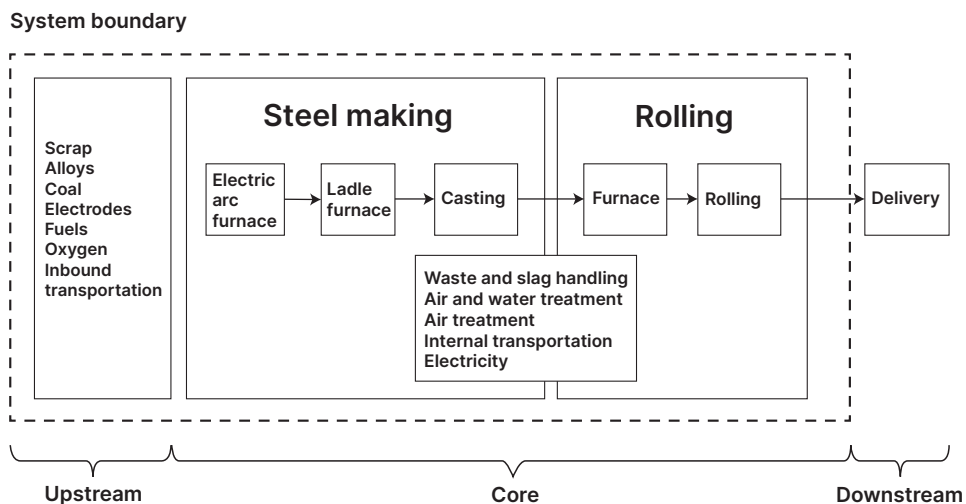 System boundary
Scrap
Alloys
Coal
Electrodes
Fuels
Oxygen
Inbound
transportation
Steel making
Electric
arc
furnace
Ladle
furnace
Casting
Rolling
Furnace
Rolling
Delivery
Waste and slag handling
Air and water treatment
Air treatment
Internal transportation
Electricity
Upstream
Core
Downstream